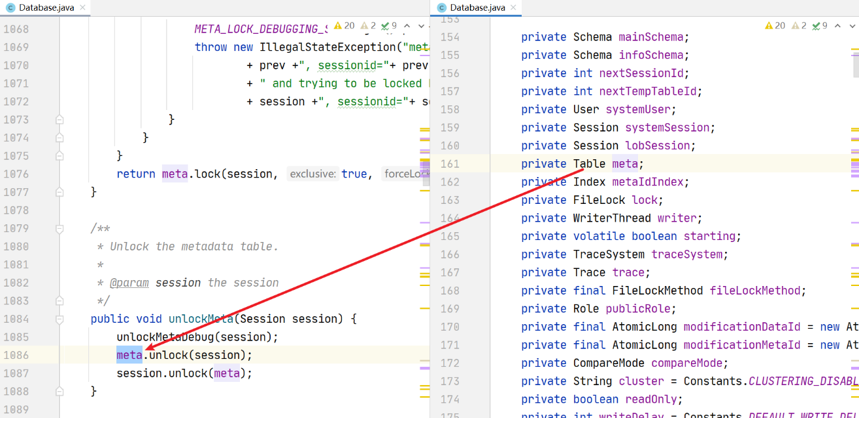 Database.java
1068 META_LOCK_DEBUGGING_S
20 2 9
1069 throw new IllegalStateException("meta
1070 + prev +", sessionid="+ prev
1071 + " and trying to be locked b
1072 + session +", sessionid="+ se
1073 }
1074 }
1075 }
1076 return meta.lock(session, exclusive: true, forceLoc
1077 }
1078
1079 /**
1080 * Unlock the metadata table.
1081 *
1082 * @param session the session
1083 */
1084 public void unlockMeta(Session session) {
1085 unlockMetaDebug(session);
1086 meta.unlock(session);
1087 session.unlock(meta);
1088 }
1089
Database.java
153
20 2 9
154 private Schema mainSchema;
155 private Schema infoSchema;
156 private int nextSessionId;
157 private int nextTempTableId;
158 private User systemUser;
159 private Session systemSession;
160 private Session lobSession;
161 private Table meta;
162 private Index metaIdIndex;
163 private FileLock lock;
164 private WriterThread writer;
165 private volatile boolean starting;
166 private TraceSystem traceSystem;
167 private Trace trace;
168 private final FileLockMethod fileLockMethod;
169 private Role publicRole;
170 private final AtomicLong modificationDataId = new At
171 private final AtomicLong modificationMetaId = new At
172 private CompareMode compareMode;
173 private String cluster = Constants.CLUSTERING_DISABL
174 private boolean readOnly;
175 private int writeDelay = Constants.DEFAULT_WRITE_DEL